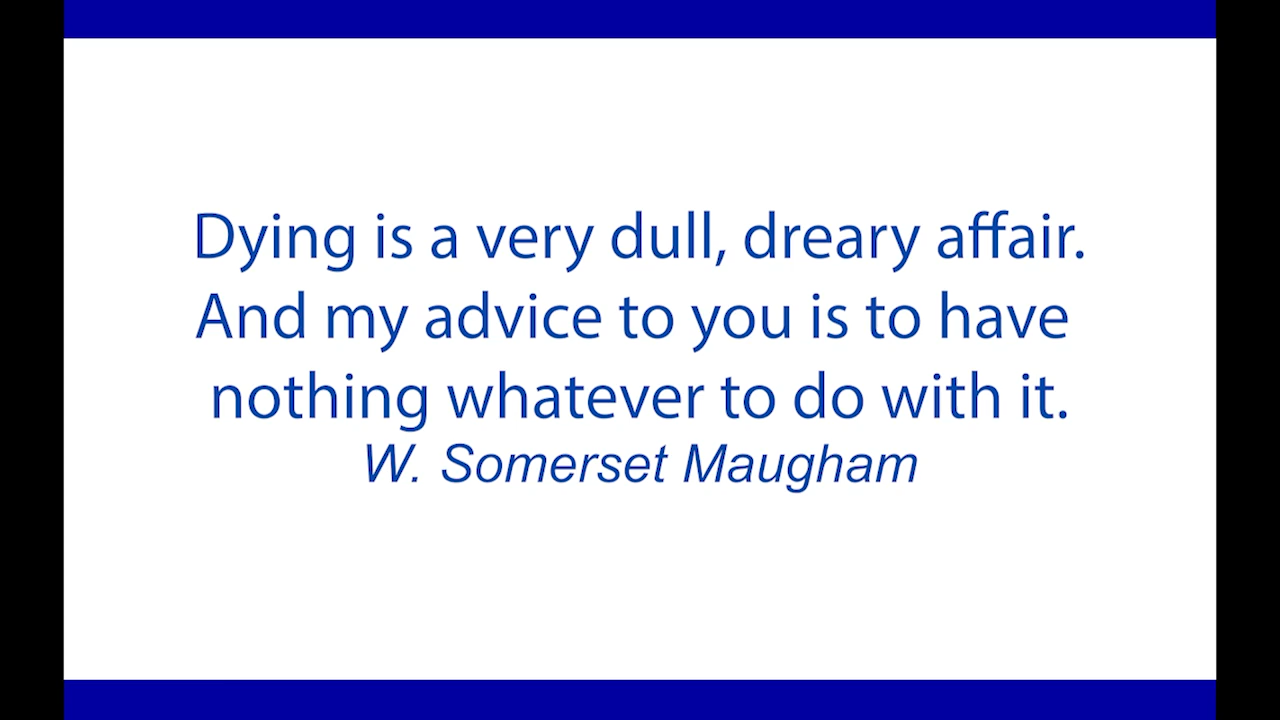 Dying is a very dull, dreary affair.
And my advice to you is to have
nothing whatever to do with it.
W. Somerset Maugham